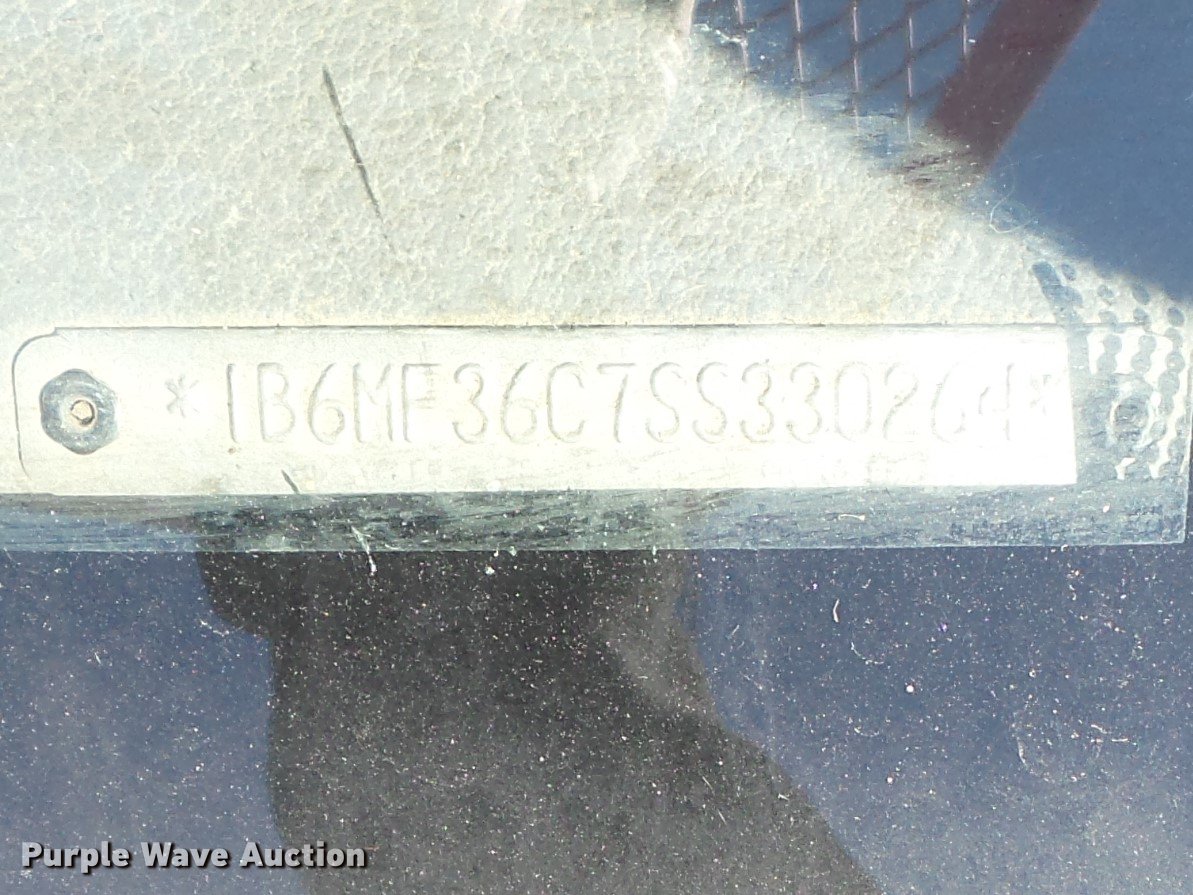 *1B6MF36C7SS330264*
Purple Wave Auction